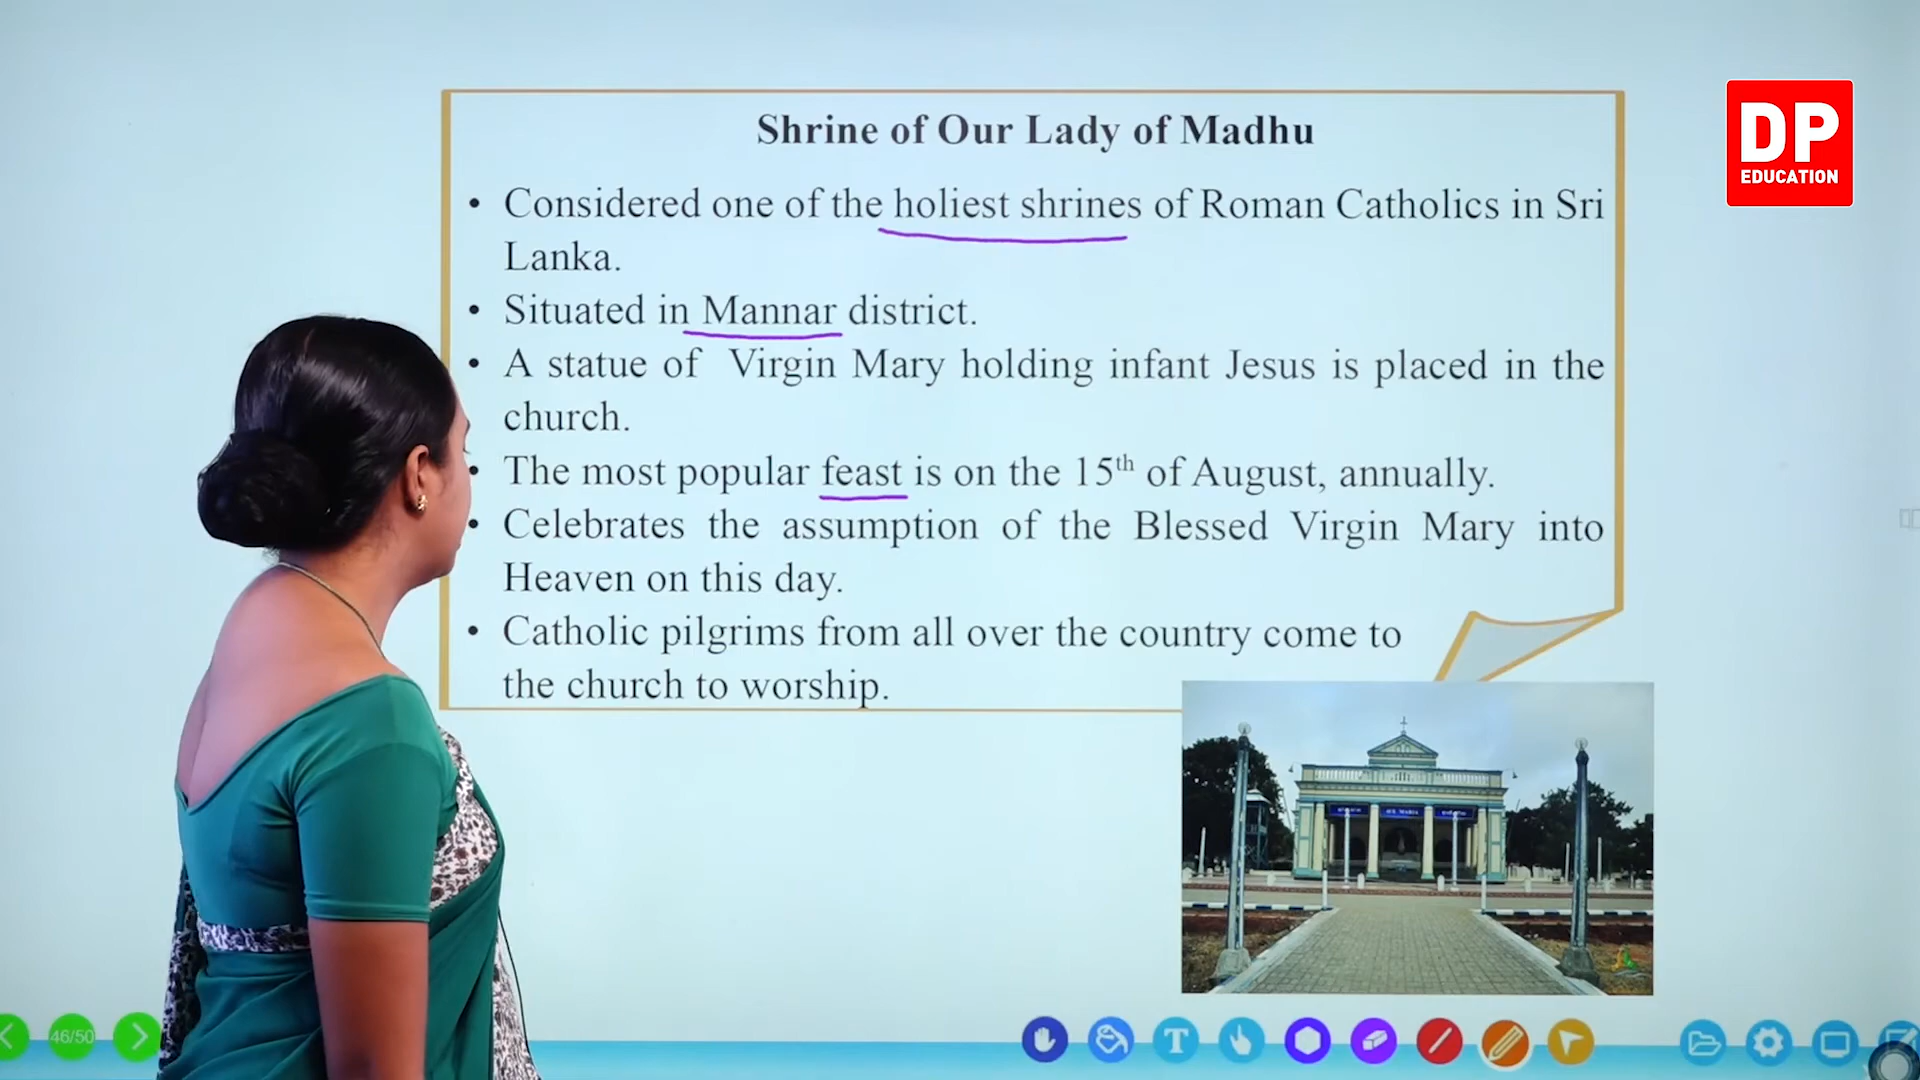 Shrine of Our Lady of Madhu
• Considered one of the holiest shrines of Roman Catholics in Sri
Lanka.
• Situated in Mannar district.
• A statue of Virgin Mary holding infant Jesus is placed in the
church.
• The most popular feast is on the 15th of August, annually.
• Celebrates the assumption of the Blessed Virgin Mary into
Heaven on this day.
• Catholic pilgrims from all over the country come to
the church to worship.
DP
EDUCATION
AVE MARIA
46/50
T